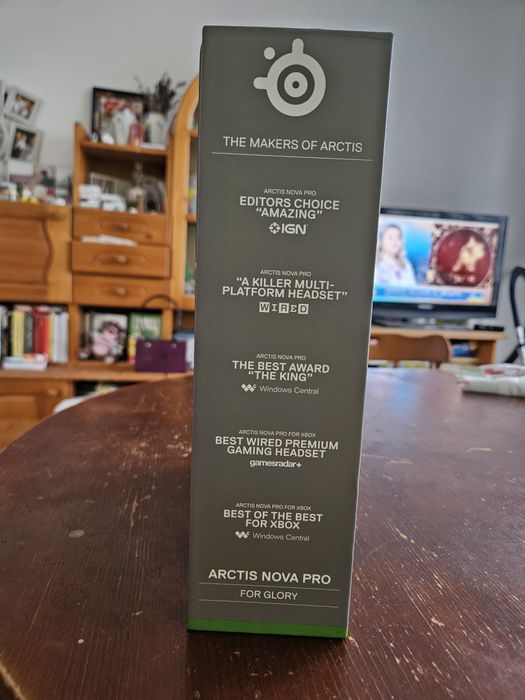 THE MAKERS OF ARCTIS
ARCTIS NOVA PRO
EDITORS CHOICE
“AMAZING”
IGN
ARCTIS NOVA PRO
“A KILLER MULTI-
PLATFORM HEADSET”
WIRED
ARCTIS NOVA PRO
THE BEST AWARD
“THE KING”
Windows Central
ARCTIS NOVA PRO FOR XBOX
BEST WIRED PREMIUM
GAMING HEADSET
gamesradar+
ARCTIS NOVA PRO FOR XBOX
BEST OF THE BEST
FOR XBOX
Windows Central
ARCTIS NOVA PRO
FOR GLORY